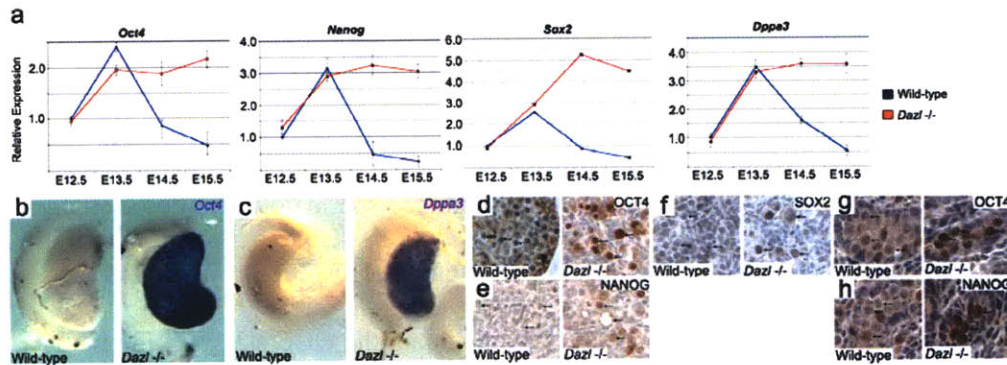 a
Oct4
Nanog
Sox2
Dppa3
Relative Expression
2.0
1.0
E12.5 E13.5 E14.5 E15.5
4.0
3.0
2.0
1.0
E12.5 E13.5 E14.5 E15.5
6.0
5.0
4.0
3.0
2.0
1.0
E12.5 E13.5 E14.5 E15.5
4.0
3.0
2.0
1.0
E12.5 E13.5 E14.5 E15.5
Wild-type
Dazl -/-
b
Oct4
Wild-type
Dazl -/-
c
Dppa3
Wild-type
Dazl -/-
d
OCT4
Wild-type
Dazl -/-
e
NANOG
Wild-type
Dazl -/-
f
SOX2
Wild-type
Dazl -/-
g
OCT4
Wild-type
Dazl -/-
h
NANOG
Wild-type
Dazl -/-